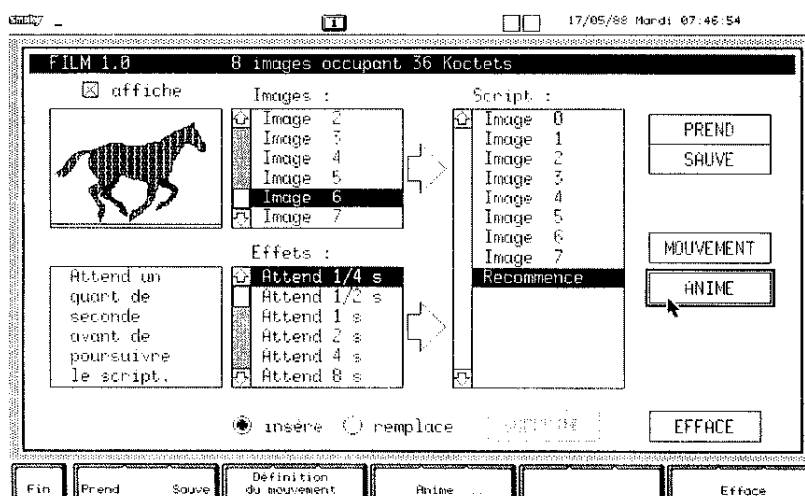 smaky _
1
17/05/88 Mardi 07:46:54
FILM 1.0 8 images occupant 36 Koctets
affiche
Images :
Image 2
Image 3
Image 4
Image 5
Image 6
Image 7
Script :
Image 0
Image 1
Image 2
Image 3
Image 4
Image 5
Image 6
Image 7
Recommence
PREND
SAUVE
MOUVEMENT
ANIME
Effets :
Attend 1/4 s
Attend 1/2 s
Attend 1 s
Attend 2 s
Attend 4 s
Attend 8 s
Attend un
quart de
seconde
avant de
poursuivre
le script.
insère remplace
EFFACE
Fin
Prend Sauve
Définition
du mouvement
Anime ..
Efface